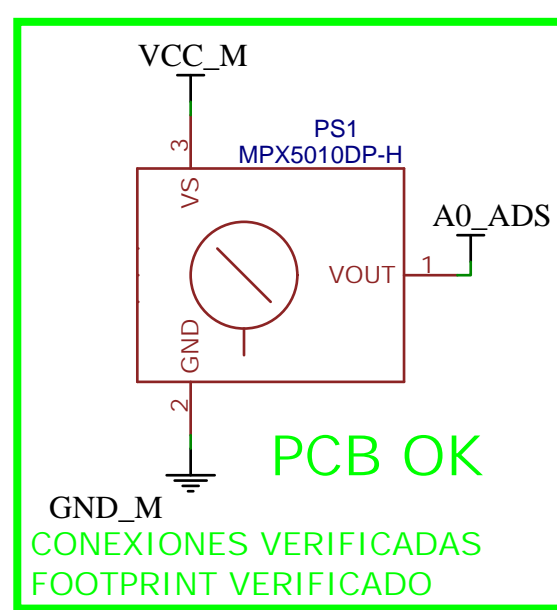 VCC_M
PS1
MPX5010DP-H
3
VS
A0_ADS
VOUT
1
GND
2
PCB OK
GND_M
CONEXIONES VERIFICADAS
FOOTPRINT VERIFICADO